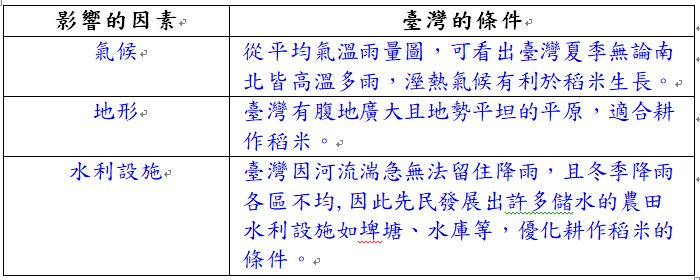 影響的因素 臺灣的條件
氣候 從平均氣溫雨量圖，可看出臺灣夏季無論南
北皆高溫多雨，溼熱氣候有利於稻米生長。
地形 臺灣有腹地廣大且地勢平坦的平原，適合耕
作稻米。
水利設施 臺灣因河流湍急無法留住降雨，且冬季降雨
各區不均,因此先民發展出許多儲水的農田
水利設施如埤塘、水庫等，優化耕作稻米的
條件。